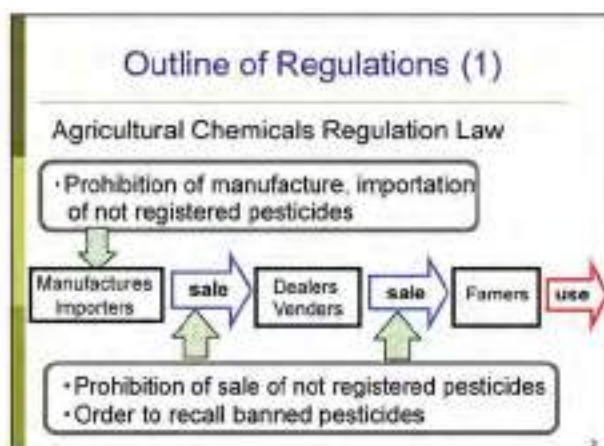 Outline of Regulations (1)
Agricultural Chemicals Regulation Law
・Prohibition of manufacture, importation
of not registered pesticides
Manufactures
Importers
sale
Dealers
Venders
sale
Famers
use
・Prohibition of sale of not registered pesticides
・Order to recall banned pesticides